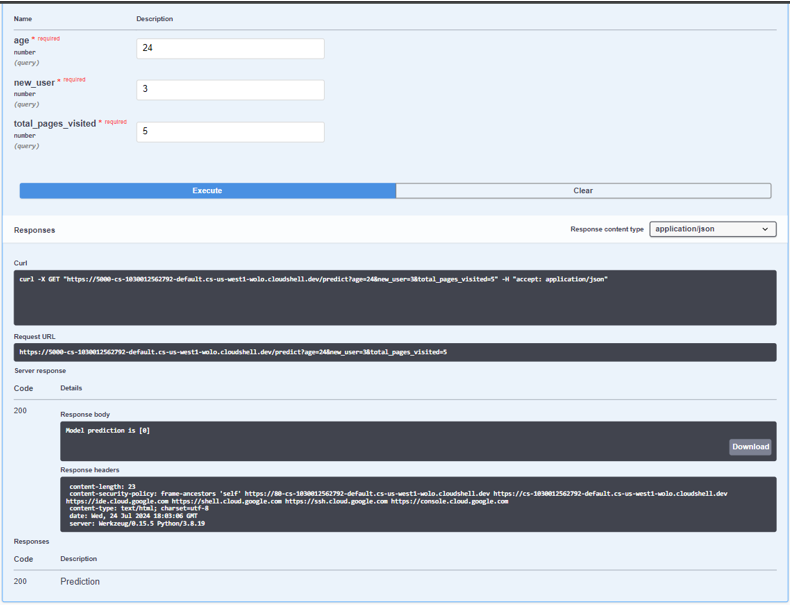 Name Description
age * required
number
(query)
24
new_user * required
number
(query)
3
total_pages_visited * required
number
(query)
5
Execute Clear
Responses Response content type application/json
Curl
curl -X GET "https://5000-cs-1030012562792-default.cs-us-west1-wolo.cloudshell.dev/predict?age=24&new_user=3&total_pages_visited=5" -H "accept: application/json"
Request URL
https://5000-cs-1030012562792-default.cs-us-west1-wolo.cloudshell.dev/predict?age=24&new_user=3&total_pages_visited=5
Server response
Code Details
200
Response body
Model prediction is [0]
Download
Response headers
content-length: 23
content-security-policy: frame-ancestors 'self' https://80-cs-1030012562792-default.cs-us-west1-wolo.cloudshell.dev https://cs-1030012562792-default.cs-us-west1-wolo.cloudshell.dev
https://ide.cloud.google.com https://shell.cloud.google.com https://ssh.cloud.google.com https://console.cloud.google.com
content-type: text/html; charset=utf-8
date: Wed, 24 Jul 2024 18:03:06 GMT
server: Werkzeug/0.15.5 Python/3.8.19
Responses
Code Description
200 Prediction